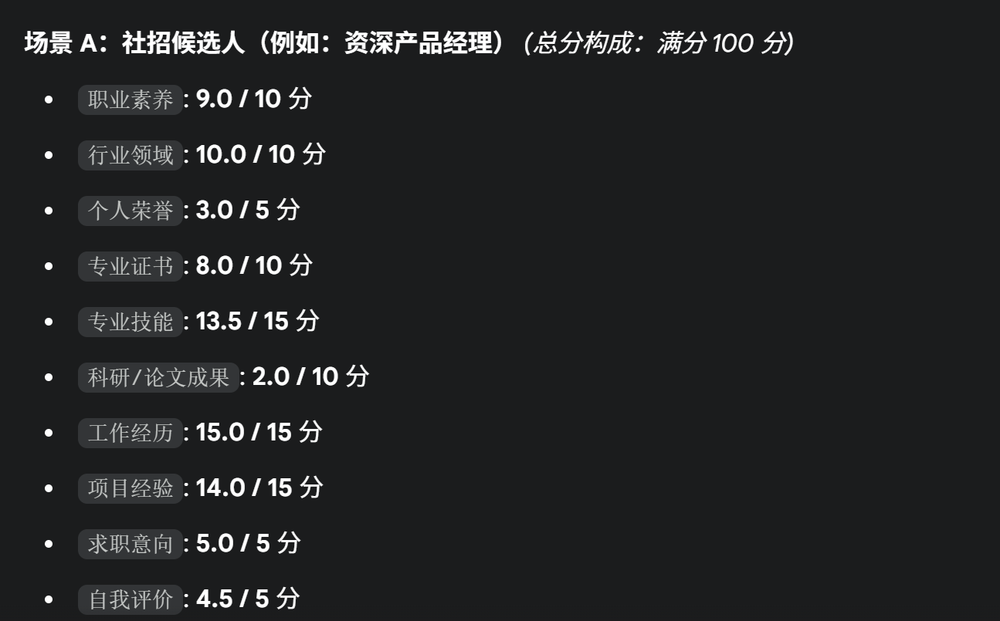 场景 A：社招候选人（例如：资深产品经理） (总分构成：满分 100 分)
职业素养: 9.0 / 10 分
行业领域: 10.0 / 10 分
个人荣誉: 3.0 / 5 分
专业证书: 8.0 / 10 分
专业技能: 13.5 / 15 分
科研/论文成果: 2.0 / 10 分
工作经历: 15.0 / 15 分
项目经验: 14.0 / 15 分
求职意向: 5.0 / 5 分
自我评价: 4.5 / 5 分